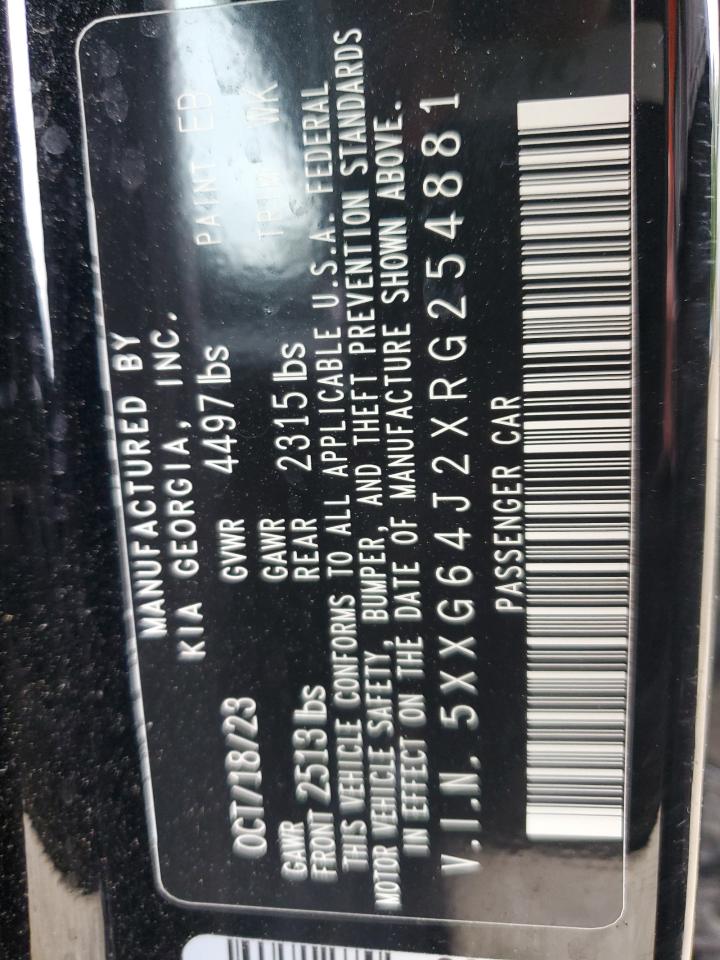 MANUFACTURED BY
KIA GEORGIA, INC.
OCT/18/23 GVWR 4497 lbs PAINT EB
GAWR GAWR
FRONT 2513 lbs REAR 2315 lbs TRIM WK
THIS VEHICLE CONFORMS TO ALL APPLICABLE U.S.A. FEDERAL
MOTOR VEHICLE SAFETY, BUMPER, AND THEFT PREVENTION STANDARDS
IN EFFECT ON THE DATE OF MANUFACTURE SHOWN ABOVE.
V.I.N. 5XXG64J2XRG254881
PASSENGER CAR